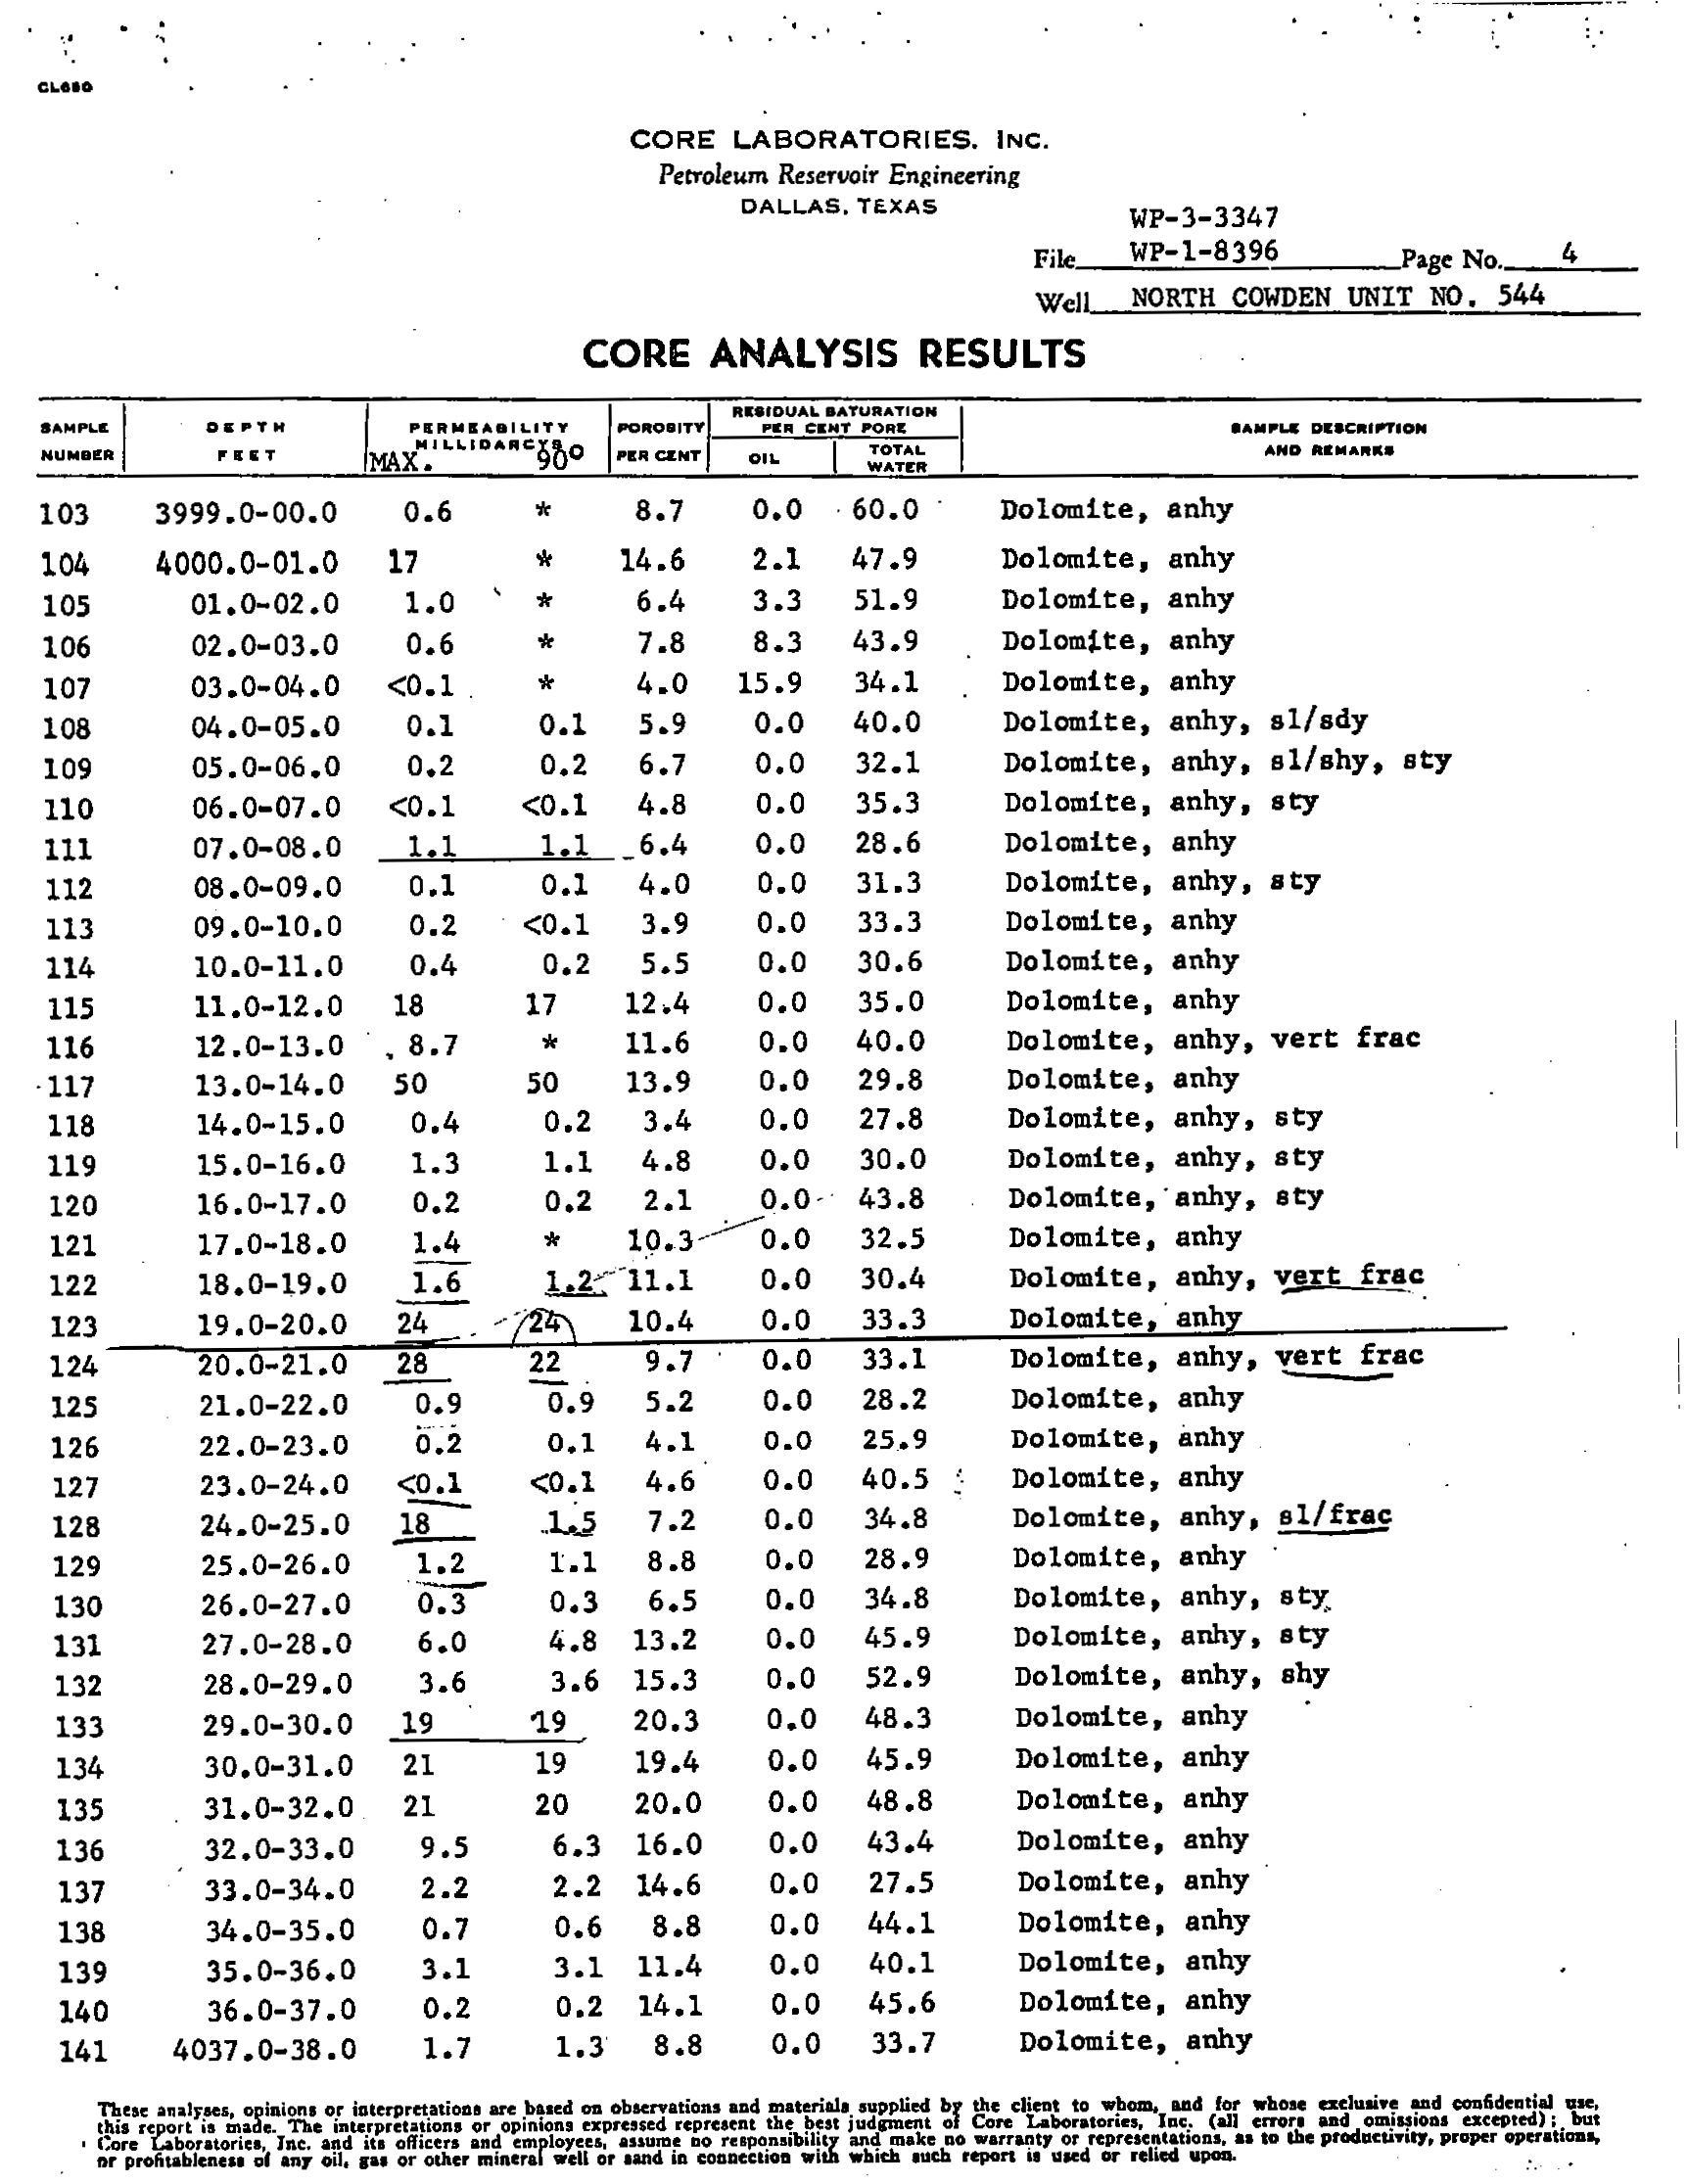 CL680
CORE LABORATORIES, INC.
Petroleum Reservoir Engineering
DALLAS, TEXAS
WP-3-3347
File WP-1-8396 Page No. 4
Well NORTH COWDEN UNIT NO. 544
CORE ANALYSIS RESULTS
SAMPLE NUMBER DEPTH FEET PERMEABILITY MILLIDARCYS MAX. 90° POROSITY PER CENT RESIDUAL SATURATION PER CENT PORE OIL TOTAL WATER SAMPLE DESCRIPTION AND REMARKS
103 3999.0-00.0 0.6 * 8.7 0.0 60.0 Dolomite, anhy
104 4000.0-01.0 17 * 14.6 2.1 47.9 Dolomite, anhy
105 01.0-02.0 1.0 * 6.4 3.3 51.9 Dolomite, anhy
106 02.0-03.0 0.6 * 7.8 8.3 43.9 Dolomite, anhy
107 03.0-04.0 <0.1 * 4.0 15.9 34.1 Dolomite, anhy
108 04.0-05.0 0.1 0.1 5.9 0.0 40.0 Dolomite, anhy, sl/sdy
109 05.0-06.0 0.2 0.2 6.7 0.0 32.1 Dolomite, anhy, sl/shy, sty
110 06.0-07.0 <0.1 <0.1 4.8 0.0 35.3 Dolomite, anhy, sty
111 07.0-08.0 1.1 1.1 6.4 0.0 28.6 Dolomite, anhy
112 08.0-09.0 0.1 0.1 4.0 0.0 31.3 Dolomite, anhy, sty
113 09.0-10.0 0.2 <0.1 3.9 0.0 33.3 Dolomite, anhy
114 10.0-11.0 0.4 0.2 5.5 0.0 30.6 Dolomite, anhy
115 11.0-12.0 18 17 12.4 0.0 35.0 Dolomite, anhy
116 12.0-13.0 8.7 * 11.6 0.0 40.0 Dolomite, anhy, vert frac
117 13.0-14.0 50 50 13.9 0.0 29.8 Dolomite, anhy
118 14.0-15.0 0.4 0.2 3.4 0.0 27.8 Dolomite, anhy, sty
119 15.0-16.0 1.3 1.1 4.8 0.0 30.0 Dolomite, anhy, sty
120 16.0-17.0 0.2 0.2 2.1 0.0 43.8 Dolomite, anhy, sty
121 17.0-18.0 1.4 * 10.3 0.0 32.5 Dolomite, anhy
122 18.0-19.0 1.6 1.2 11.1 0.0 30.4 Dolomite, anhy, vert frac
123 19.0-20.0 24 24 10.4 0.0 33.3 Dolomite, anhy
124 20.0-21.0 28 22 9.7 0.0 33.1 Dolomite, anhy, vert frac
125 21.0-22.0 0.9 0.9 5.2 0.0 28.2 Dolomite, anhy
126 22.0-23.0 0.2 0.1 4.1 0.0 25.9 Dolomite, anhy
127 23.0-24.0 <0.1 <0.1 4.6 0.0 40.5 Dolomite, anhy
128 24.0-25.0 18 1.5 7.2 0.0 34.8 Dolomite, anhy, sl/frac
129 25.0-26.0 1.2 1.1 8.8 0.0 28.9 Dolomite, anhy
130 26.0-27.0 0.3 0.3 6.5 0.0 34.8 Dolomite, anhy, sty
131 27.0-28.0 6.0 4.8 13.2 0.0 45.9 Dolomite, anhy, sty
132 28.0-29.0 3.6 3.6 15.3 0.0 52.9 Dolomite, anhy, shy
133 29.0-30.0 19 19 20.3 0.0 48.3 Dolomite, anhy
134 30.0-31.0 21 19 19.4 0.0 45.9 Dolomite, anhy
135 31.0-32.0 21 20 20.0 0.0 48.8 Dolomite, anhy
136 32.0-33.0 9.5 6.3 16.0 0.0 43.4 Dolomite, anhy
137 33.0-34.0 2.2 2.2 14.6 0.0 27.5 Dolomite, anhy
138 34.0-35.0 0.7 0.6 8.8 0.0 44.1 Dolomite, anhy
139 35.0-36.0 3.1 3.1 11.4 0.0 40.1 Dolomite, anhy
140 36.0-37.0 0.2 0.2 14.1 0.0 45.6 Dolomite, anhy
141 4037.0-38.0 1.7 1.3 8.8 0.0 33.7 Dolomite, anhy
These analyses, opinions or interpretations are based on observations and materials supplied by the client to whom, and for whose exclusive and confidential use,
this report is made. The interpretations or opinions expressed represent the best judgment of Core Laboratories, Inc. (all errors and omissions excepted); but
Core Laboratories, Inc. and its officers and employees, assume no responsibility and make no warranty or representations, as to the productivity, proper operations,
or profitableness of any oil, gas or other mineral well or sand in connection with which such report is used or relied upon.